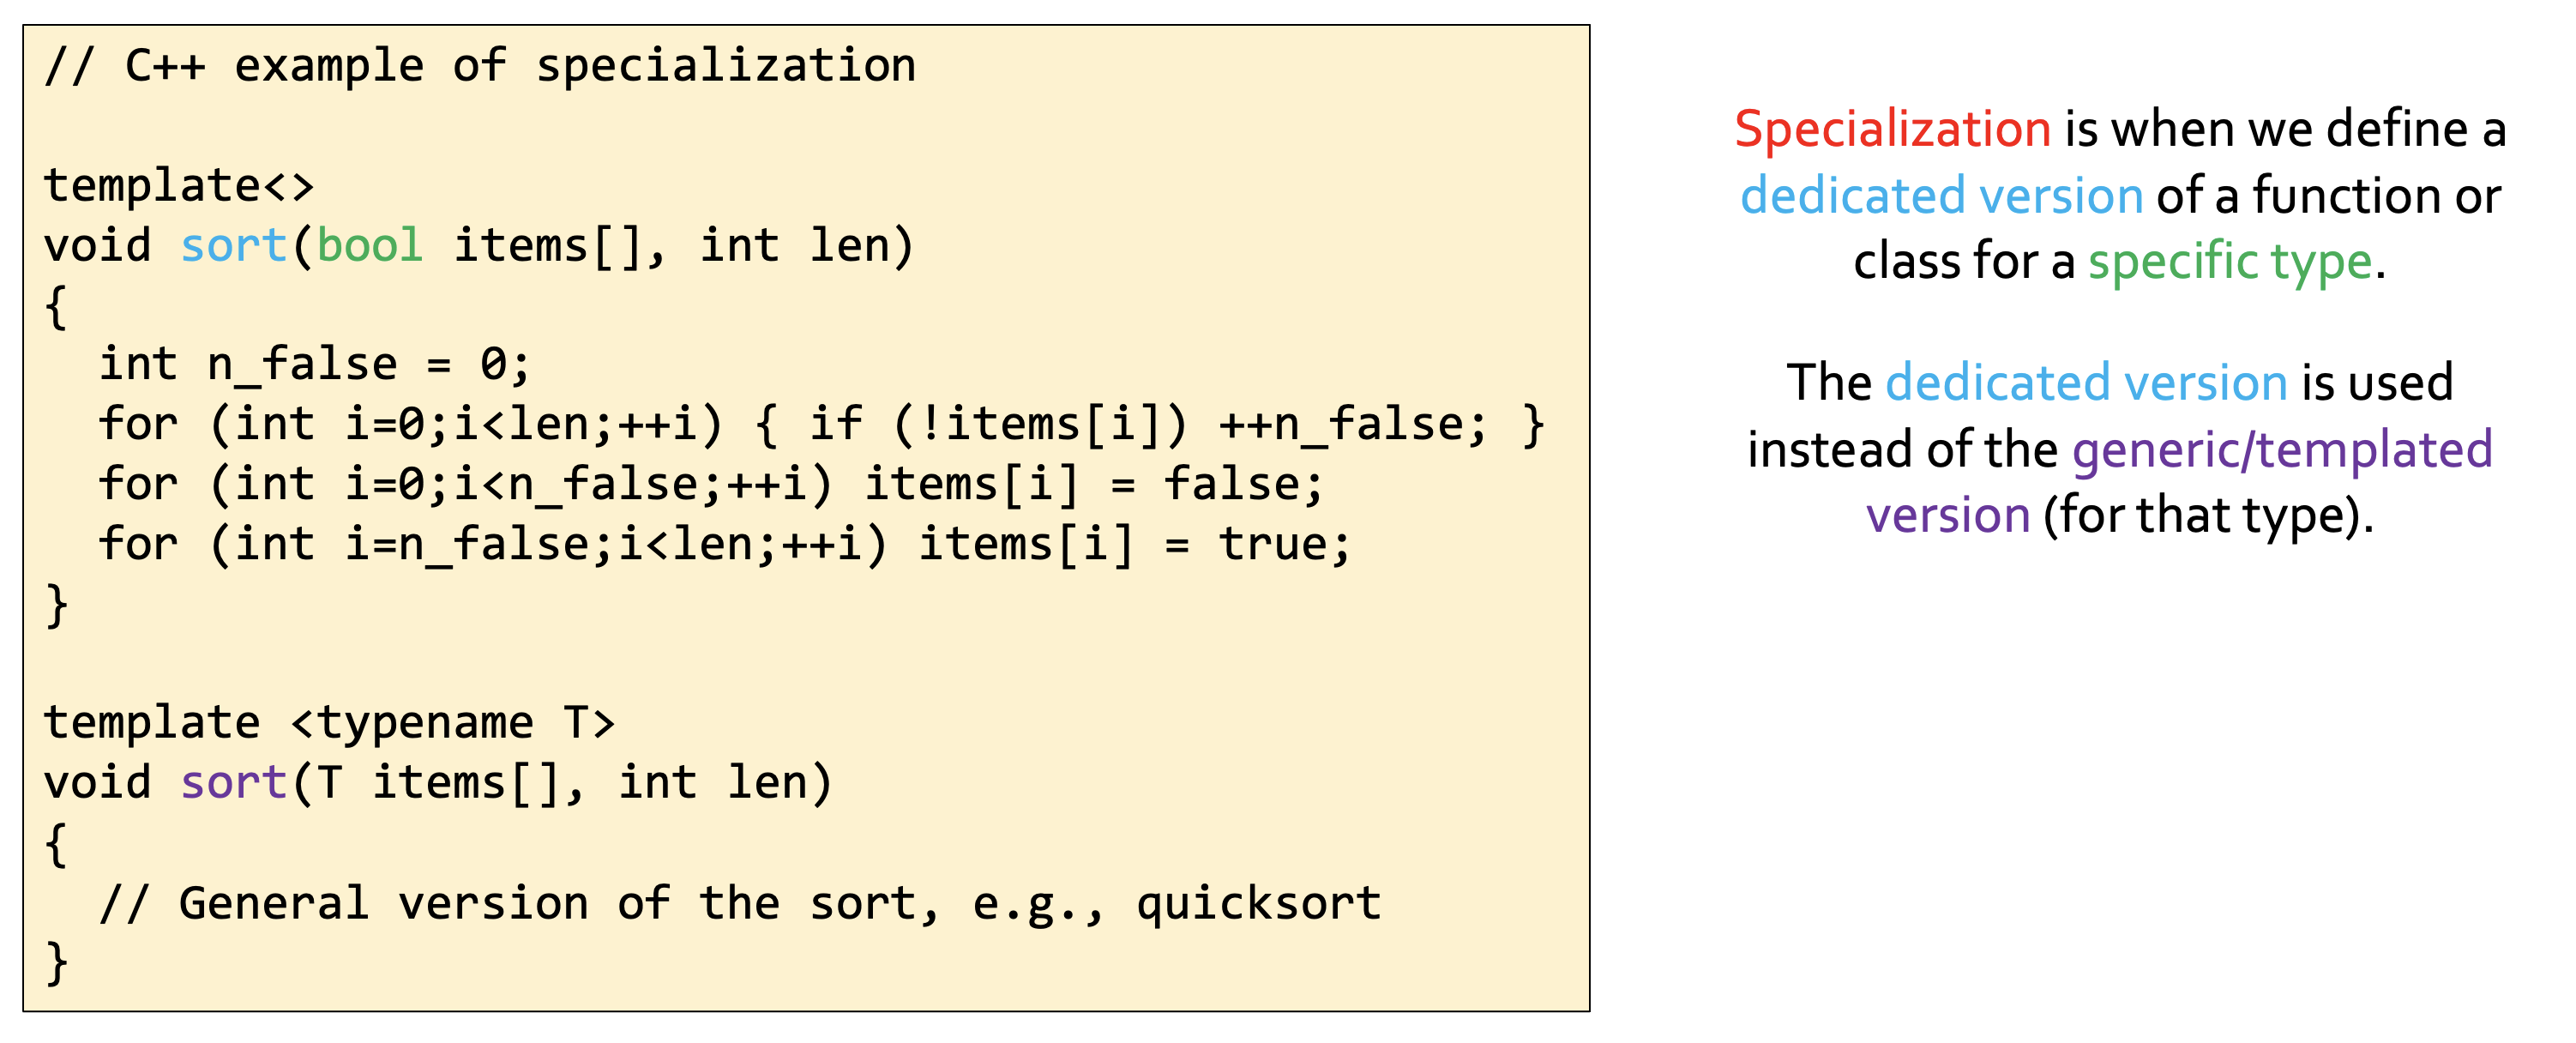 // C++ example of specialization
template<>
void sort(bool items[], int len)
{
  int n_false = 0;
  for (int i=0;i<len;++i) { if (!items[i]) ++n_false; }
  for (int i=0;i<n_false;++i) items[i] = false;
  for (int i=n_false;i<len;++i) items[i] = true;
}
template <typename T>
void sort(T items[], int len)
{
  // General version of the sort, e.g., quicksort
}
Specialization is when we define a
dedicated version of a function or
class for a specific type.
The dedicated version is used
instead of the generic/templated
version (for that type).